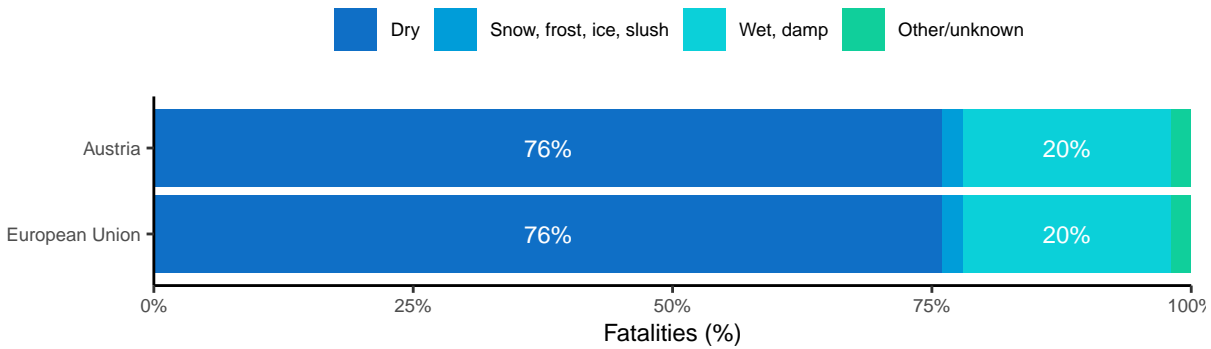 Dry Snow, frost, ice, slush Wet, damp Other/unknown
Austria 76% 20%
European Union 76% 20%
0% 25% 50% 75% 100%
Fatalities (%)